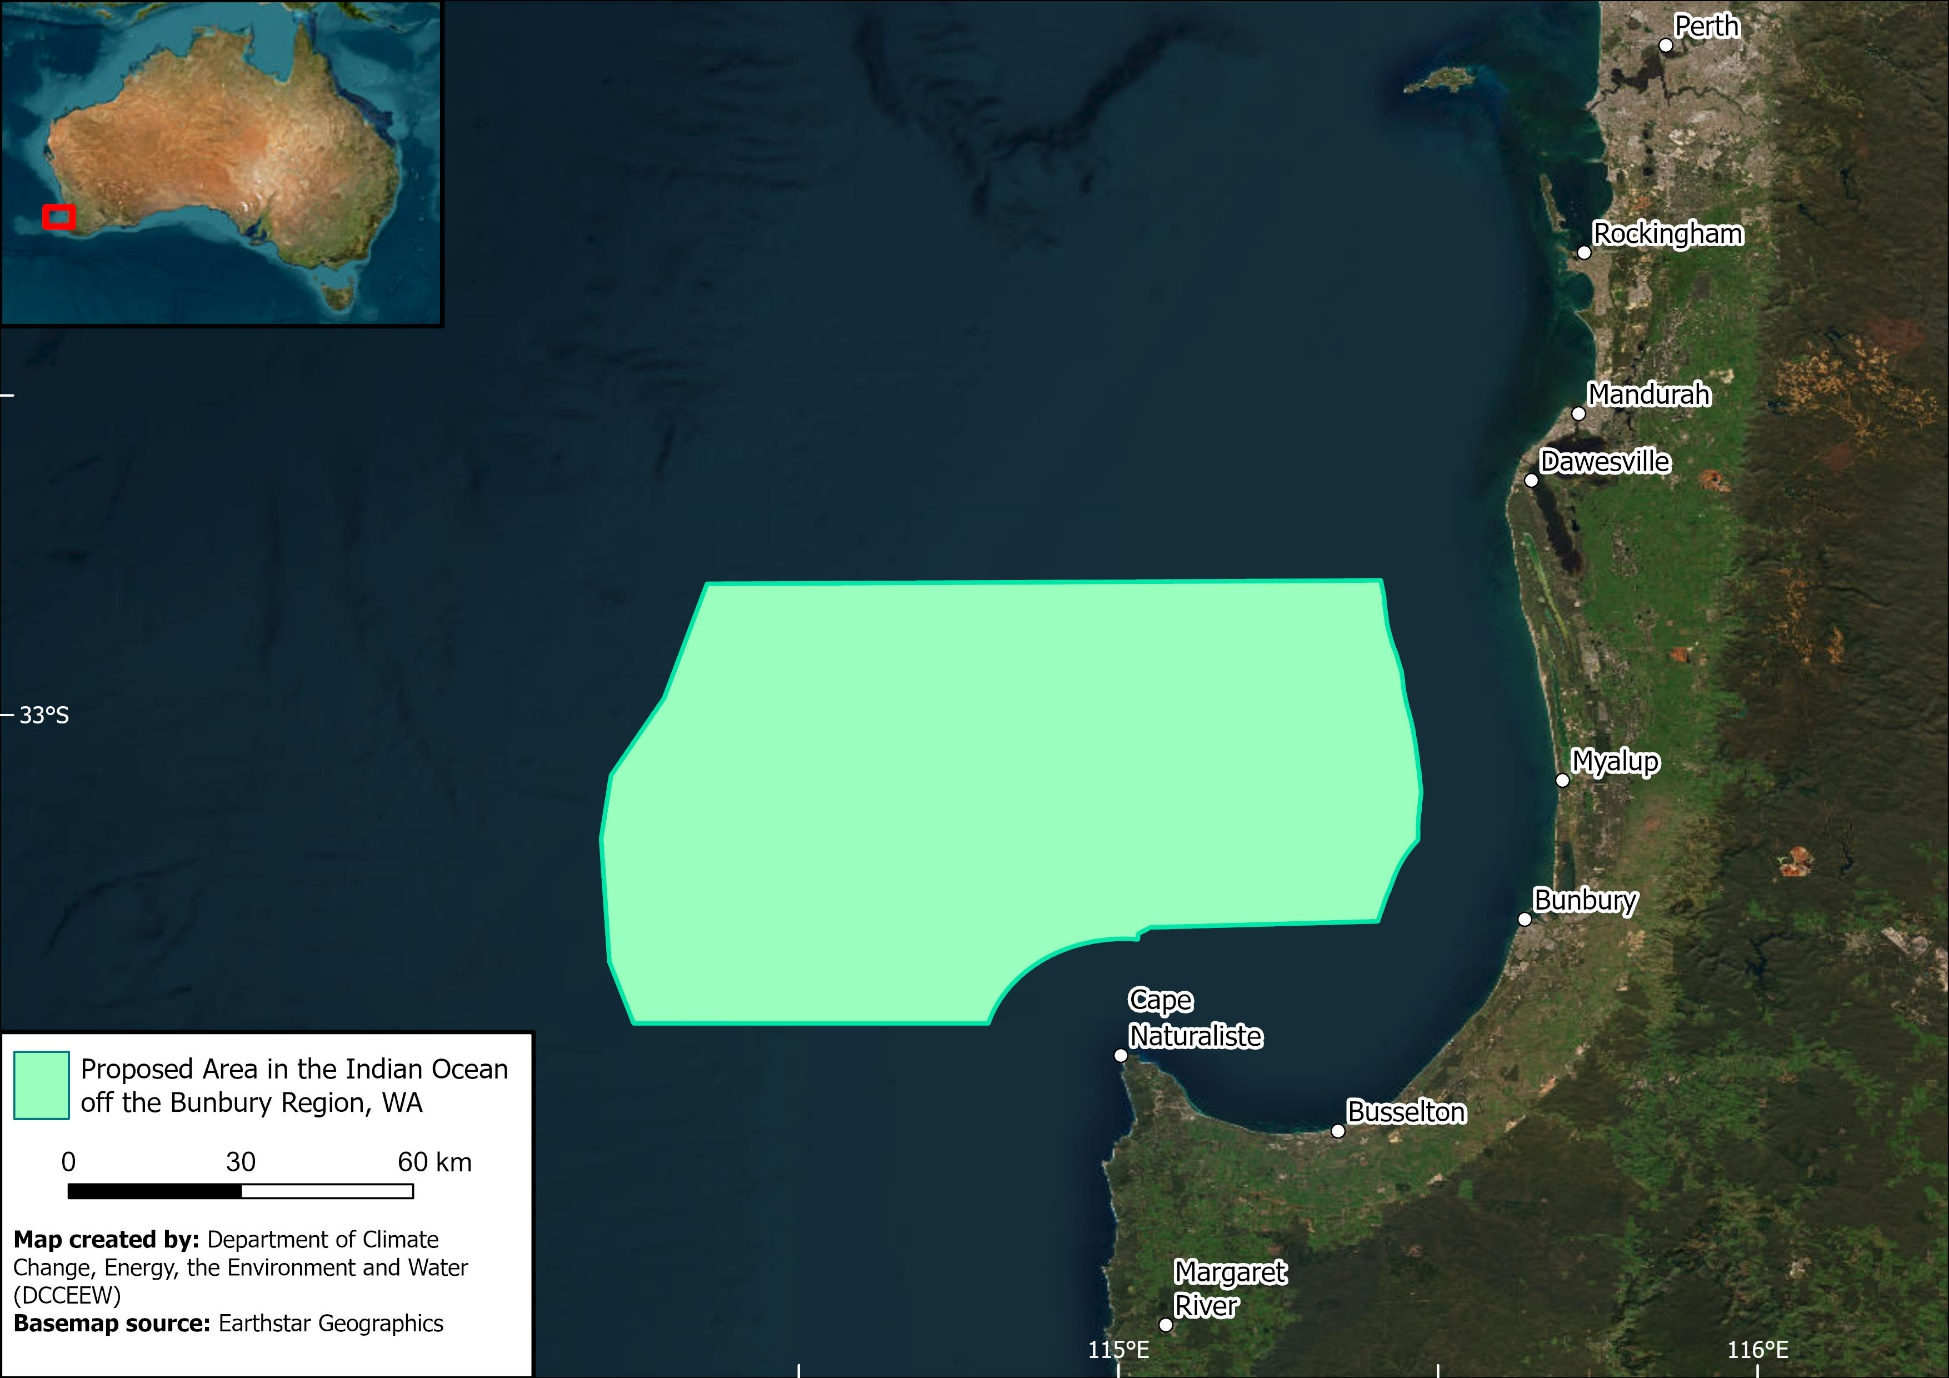 Perth
Rockingham
Mandurah
Dawesville
33°S
Myalup
Bunbury
Cape
Naturaliste
Busselton
Margaret
River
115°E
116°E
Proposed Area in the Indian Ocean
off the Bunbury Region, WA
0 30 60 km
Map created by: Department of Climate
Change, Energy, the Environment and Water
(DCCEEW)
Basemap source: Earthstar Geographics